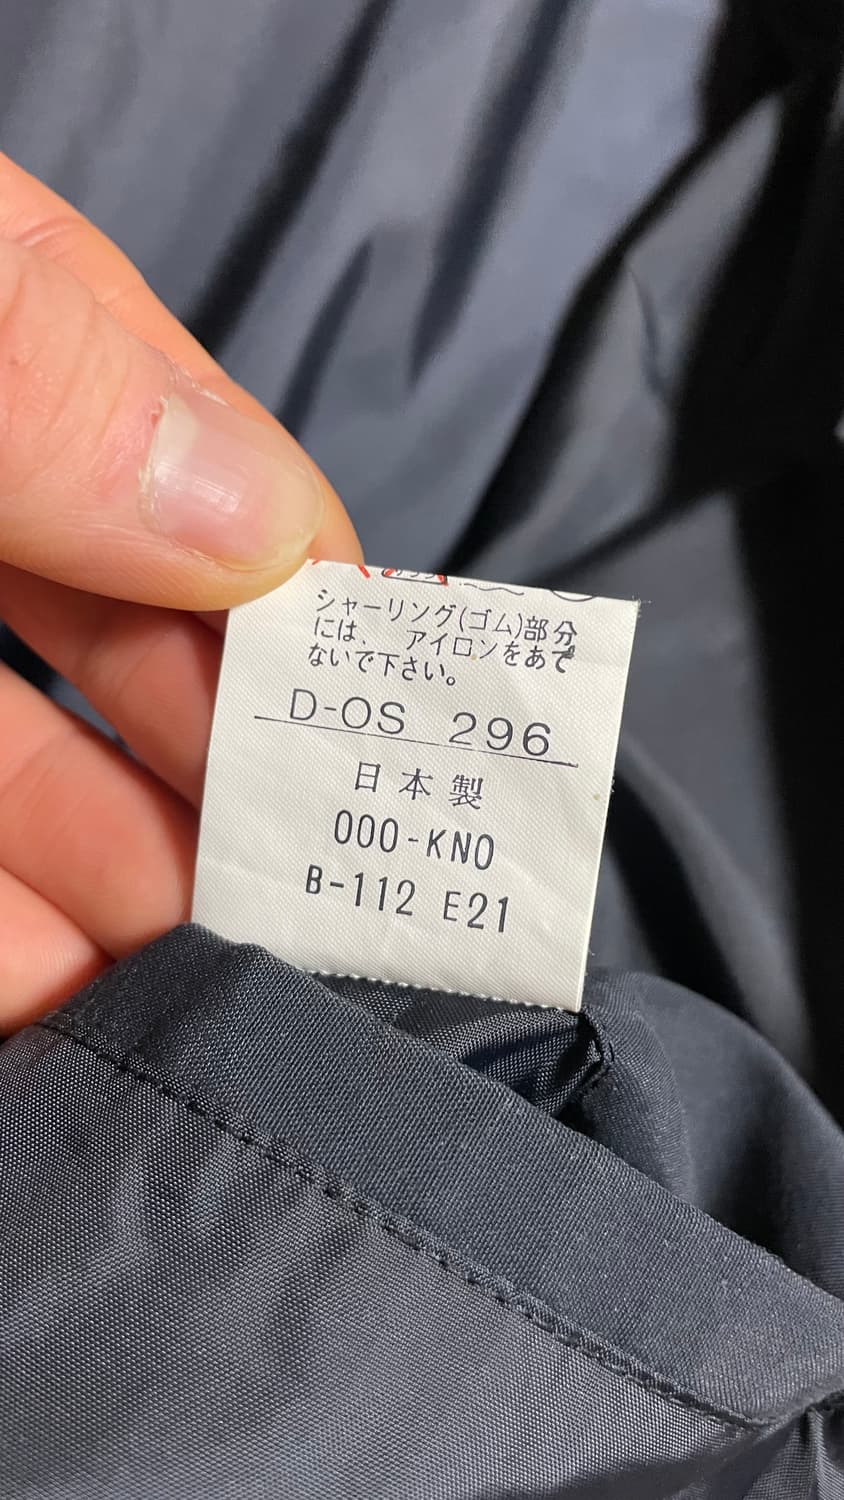 シャーリング(ゴム)部分
には、 アイロンをあて
ないで下さい。
D-OS 296
日本製
000-KNO
B-112 E21